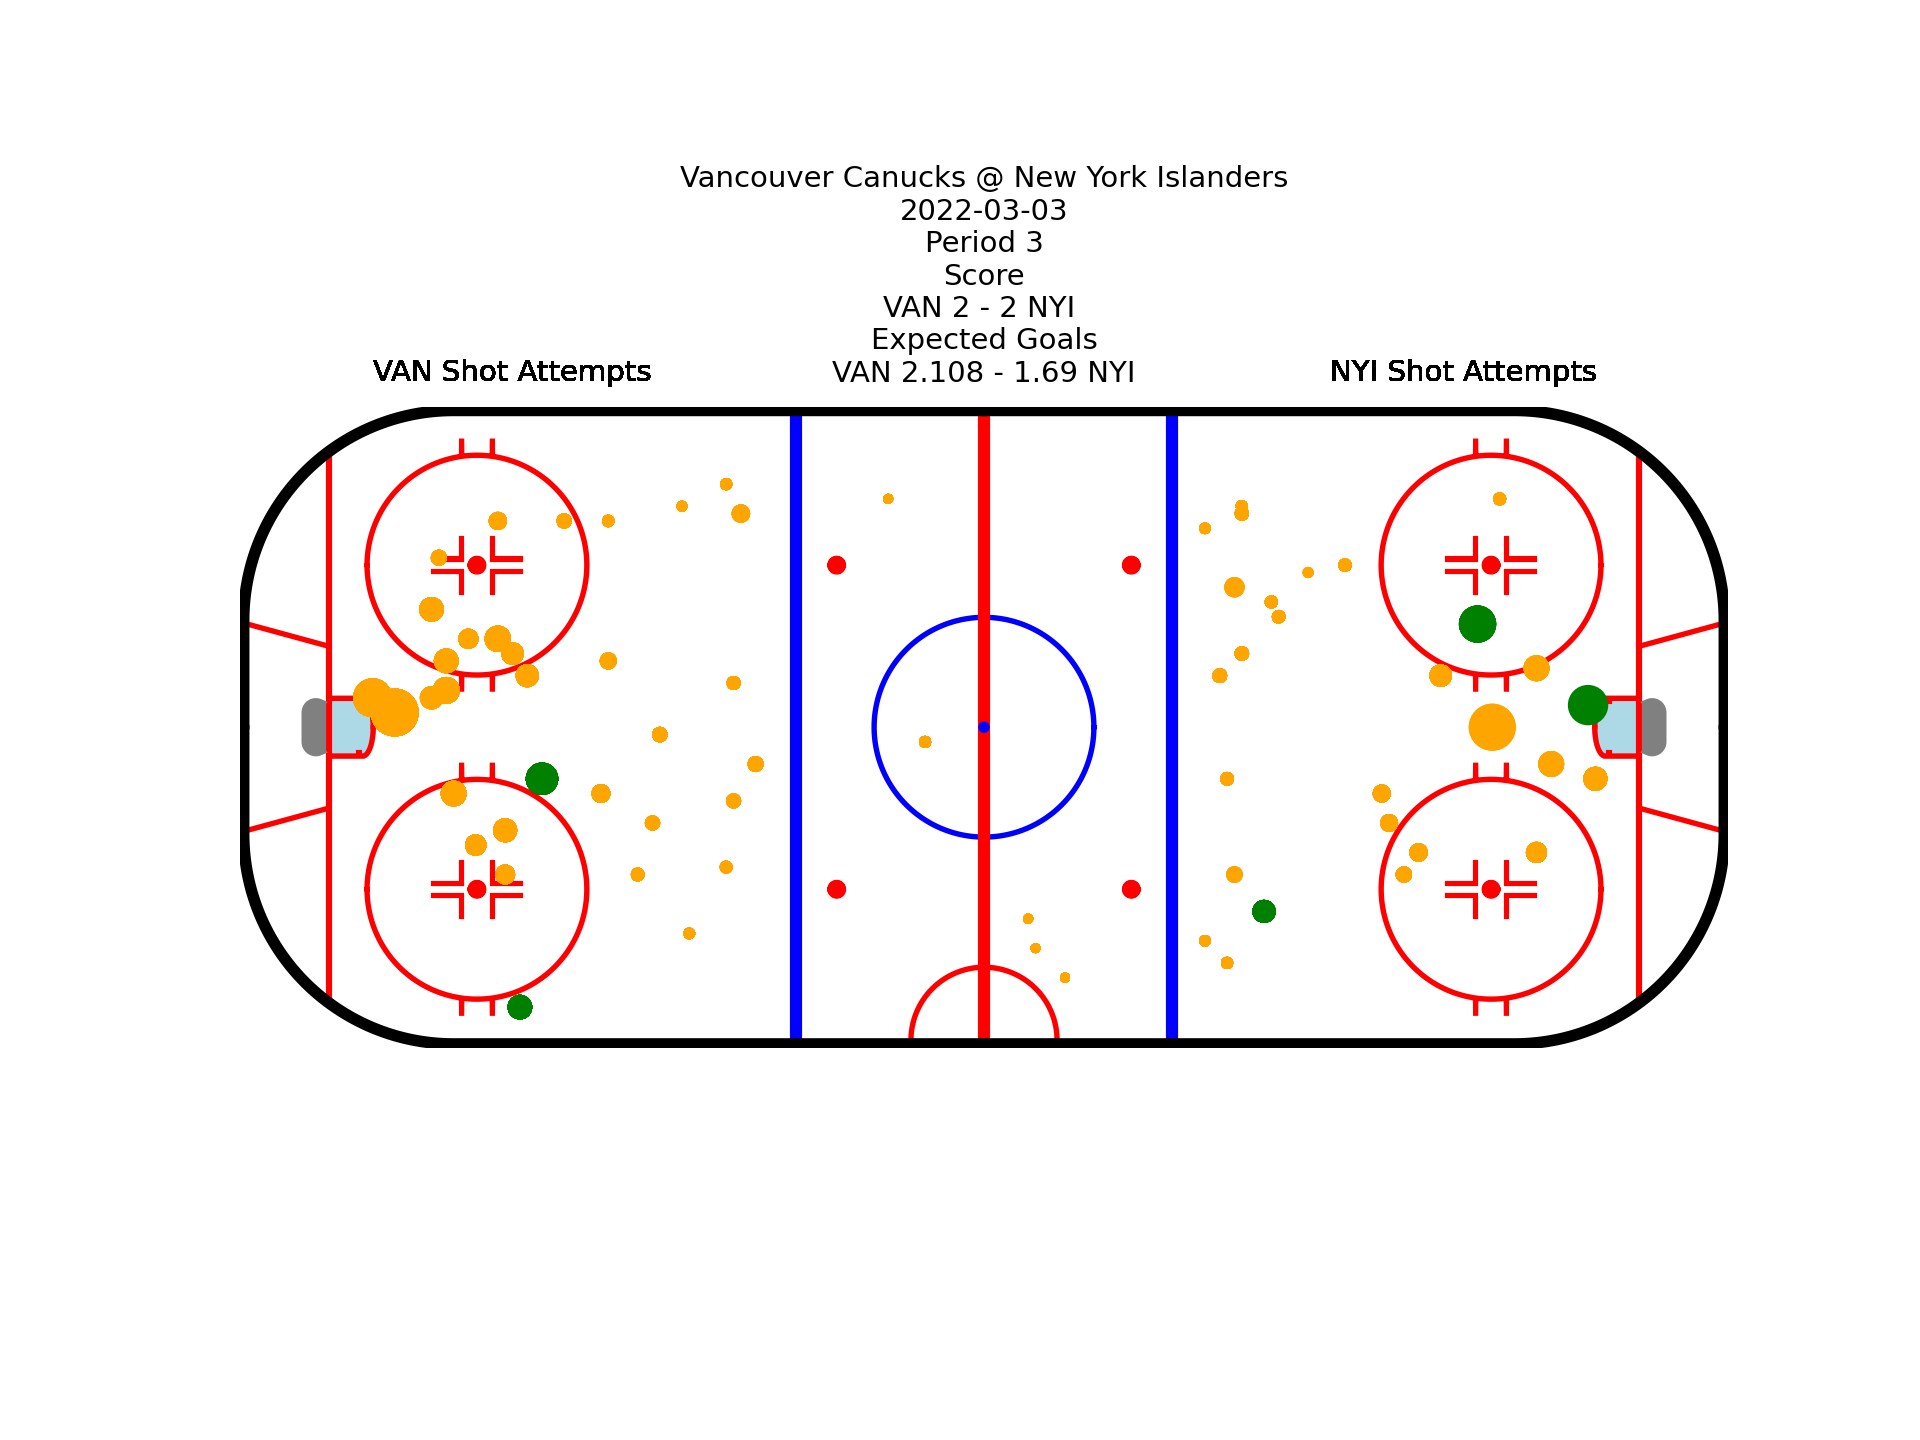 Vancouver Canucks @ New York Islanders
2022-03-03
Period 3
Score
VAN 2 - 2 NYI
Expected Goals
VAN 2.108 - 1.69 NYI
VAN Shot Attempts
NYI Shot Attempts